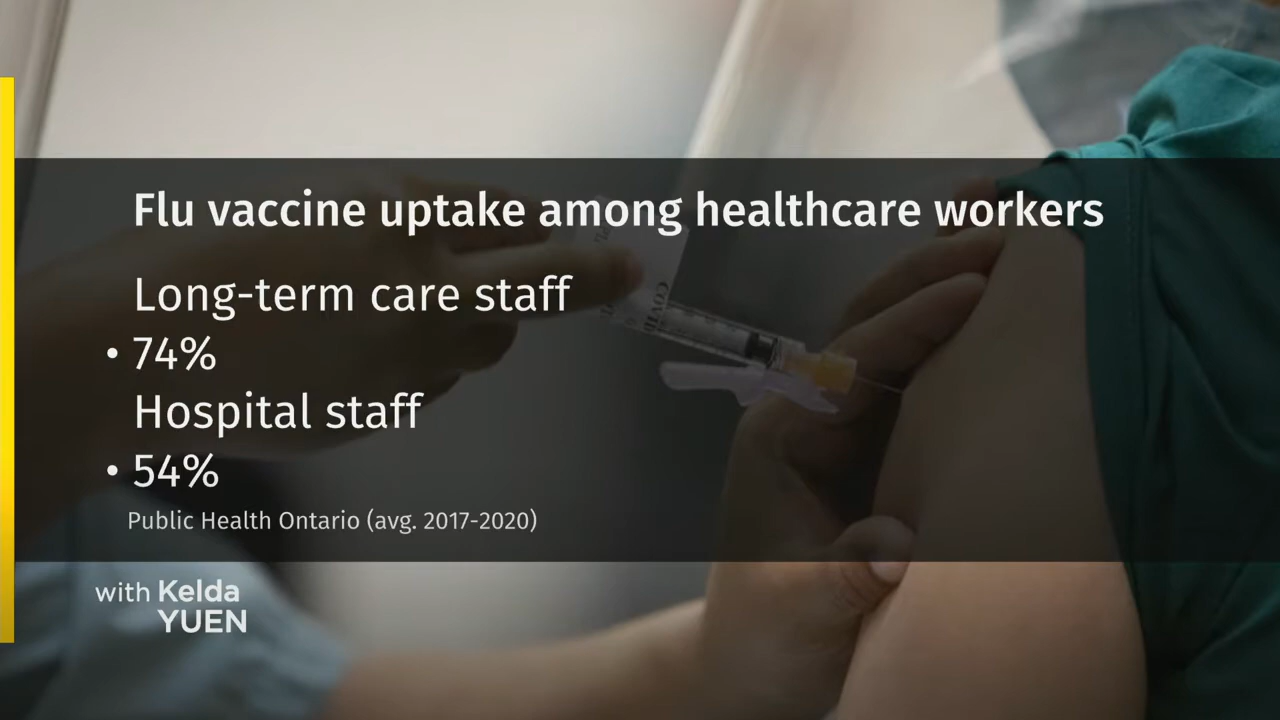 Flu vaccine uptake among healthcare workers
Long-term care staff
• 74%
Hospital staff
• 54%
Public Health Ontario (avg. 2017-2020)
with Kelda
YUEN
COVID